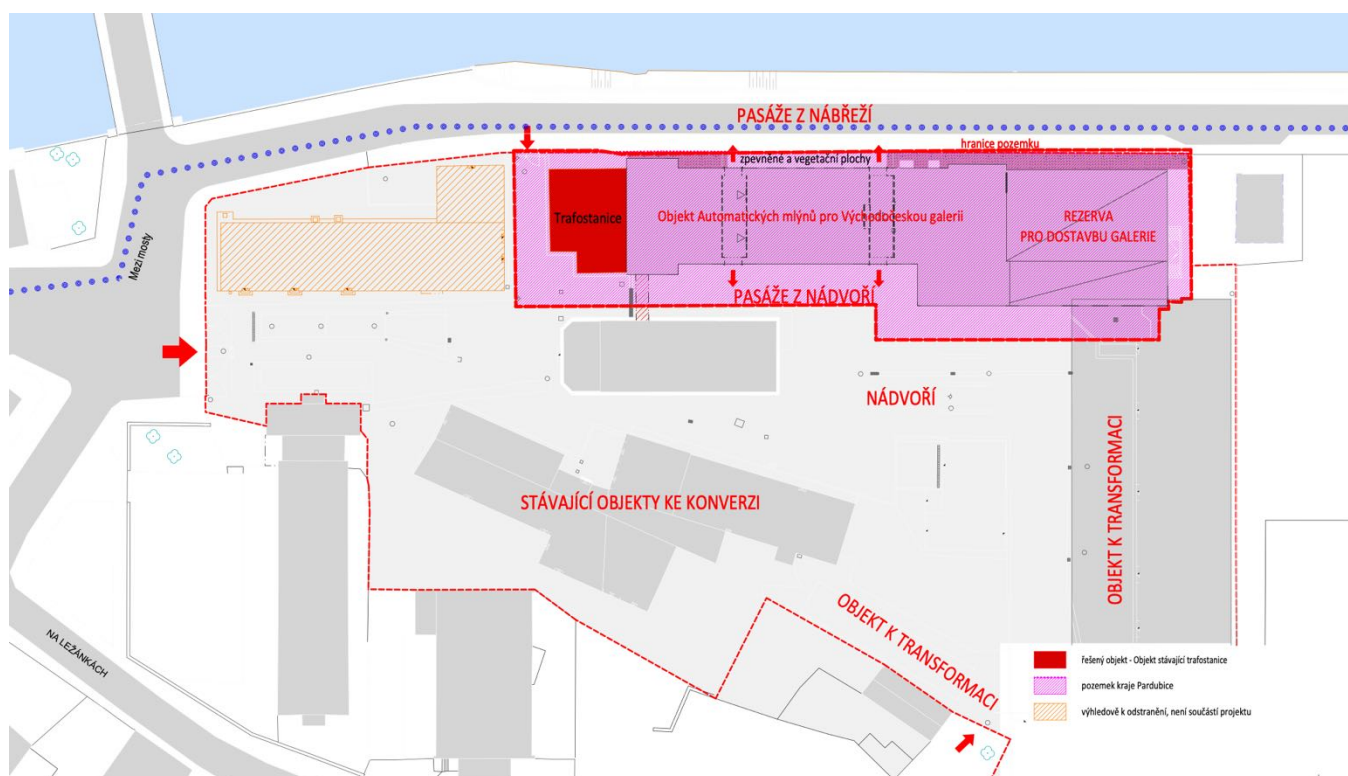 PASÁŽE Z NÁBŘEŽÍ
hranice pozemku
zpevněné a vegetační plochy
Trafostanice
Objekt Automatických mlýnů pro Východočeskou galerii
REZERVA
PRO DOSTAVBU GALERIE
Mezi mosty
PASÁŽE Z NÁDVOŘÍ
NÁDVOŘÍ
STÁVAJÍCÍ OBJEKTY KE KONVERZI
OBJEKT K TRANSFORMACI
OBJEKT K TRANSFORMACI
NA LEŽÁNKÁCH
řešený objekt - Objekt stávající trafostanice
pozemek kraje Pardubice
výhledově k odstranění, není součástí projektu